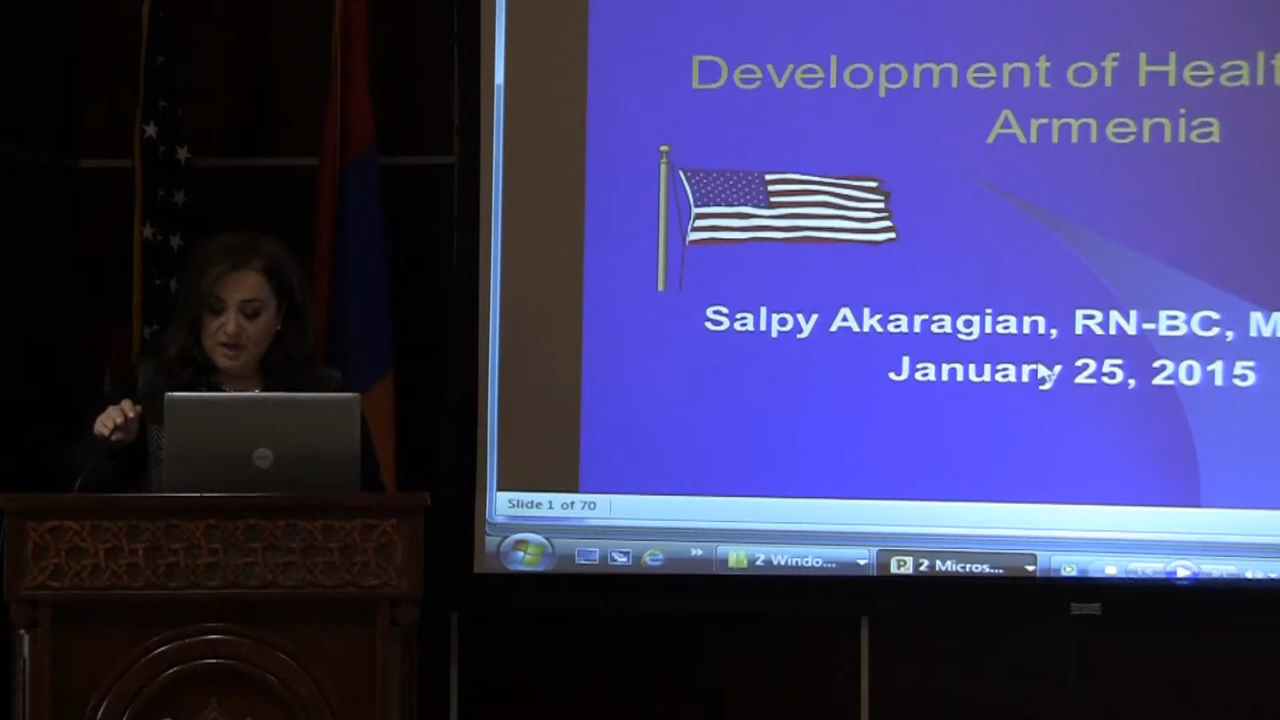 Development of Healt
Armenia
Salpy Akaragian, RN-BC, M
January 25, 2015
Slide 1 of 70
2 Windo...
2 Micros...